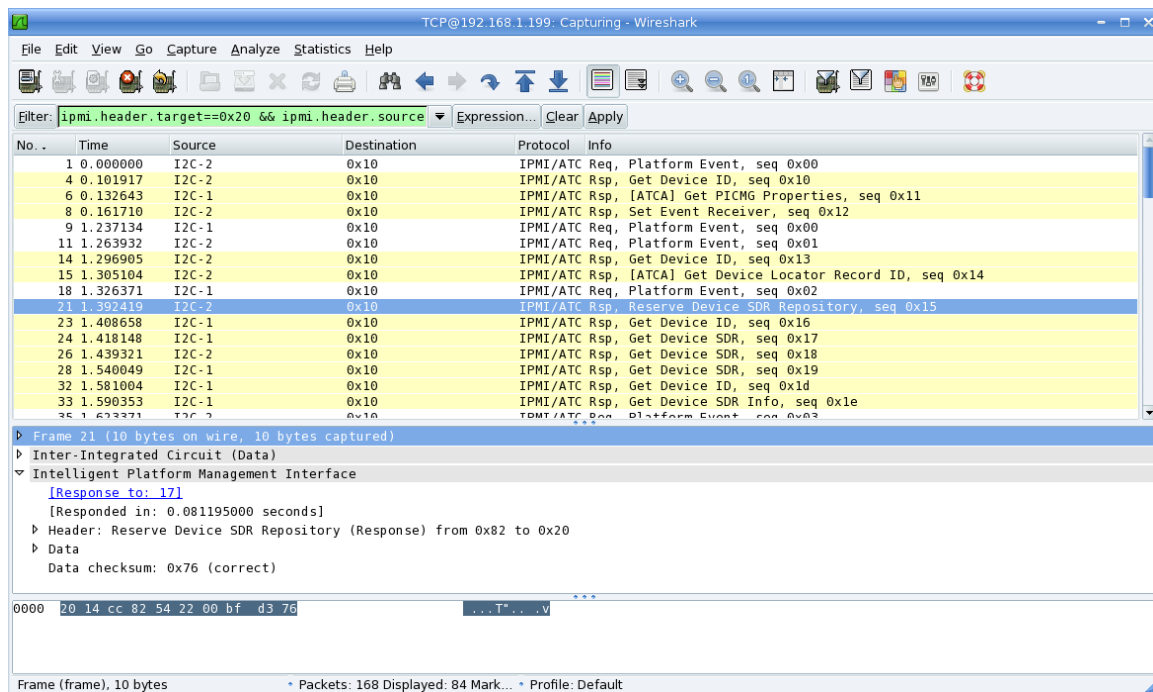 TCP@192.168.1.199: Capturing - Wireshark
File Edit View Go Capture Analyze Statistics Help
Filter: ipmi.header.target==0x20 && ipmi.header.source Expression... Clear Apply
No. . Time Source Destination Protocol Info
1 0.000000 I2C-2 0x10 IPMI/ATC Req, Platform Event, seq 0x00
4 0.101917 I2C-2 0x10 IPMI/ATC Rsp, Get Device ID, seq 0x10
6 0.132643 I2C-1 0x10 IPMI/ATC Rsp, [ATCA] Get PICMG Properties, seq 0x11
8 0.161710 I2C-2 0x10 IPMI/ATC Rsp, Set Event Receiver, seq 0x12
9 1.237134 I2C-1 0x10 IPMI/ATC Req, Platform Event, seq 0x00
11 1.263932 I2C-2 0x10 IPMI/ATC Req, Platform Event, seq 0x01
14 1.296905 I2C-2 0x10 IPMI/ATC Rsp, Get Device ID, seq 0x13
15 1.305104 I2C-2 0x10 IPMI/ATC Rsp, [ATCA] Get Device Locator Record ID, seq 0x14
18 1.326371 I2C-1 0x10 IPMI/ATC Req, Platform Event, seq 0x02
21 1.392419 I2C-2 0x10 IPMI/ATC Rsp, Reserve Device SDR Repository, seq 0x15
23 1.408658 I2C-1 0x10 IPMI/ATC Rsp, Get Device ID, seq 0x16
24 1.418148 I2C-1 0x10 IPMI/ATC Rsp, Get Device SDR, seq 0x17
26 1.439321 I2C-2 0x10 IPMI/ATC Rsp, Get Device SDR, seq 0x18
28 1.540049 I2C-1 0x10 IPMI/ATC Rsp, Get Device SDR, seq 0x19
32 1.581004 I2C-1 0x10 IPMI/ATC Rsp, Get Device ID, seq 0x1d
33 1.590353 I2C-1 0x10 IPMI/ATC Rsp, Get Device SDR Info, seq 0x1e
35 1.623371 I2C-2 0x10 IPMI/ATC Req, Platform Event, seq 0x03
Frame 21 (10 bytes on wire, 10 bytes captured)
Inter-Integrated Circuit (Data)
Intelligent Platform Management Interface
[Response to: 17]
[Responded in: 0.081195000 seconds]
Header: Reserve Device SDR Repository (Response) from 0x82 to 0x20
Data
Data checksum: 0x76 (correct)
0000 20 14 cc 82 54 22 00 bf d3 76 ...T".. .v
Frame (frame), 10 bytes Packets: 168 Displayed: 84 Mark... Profile: Default